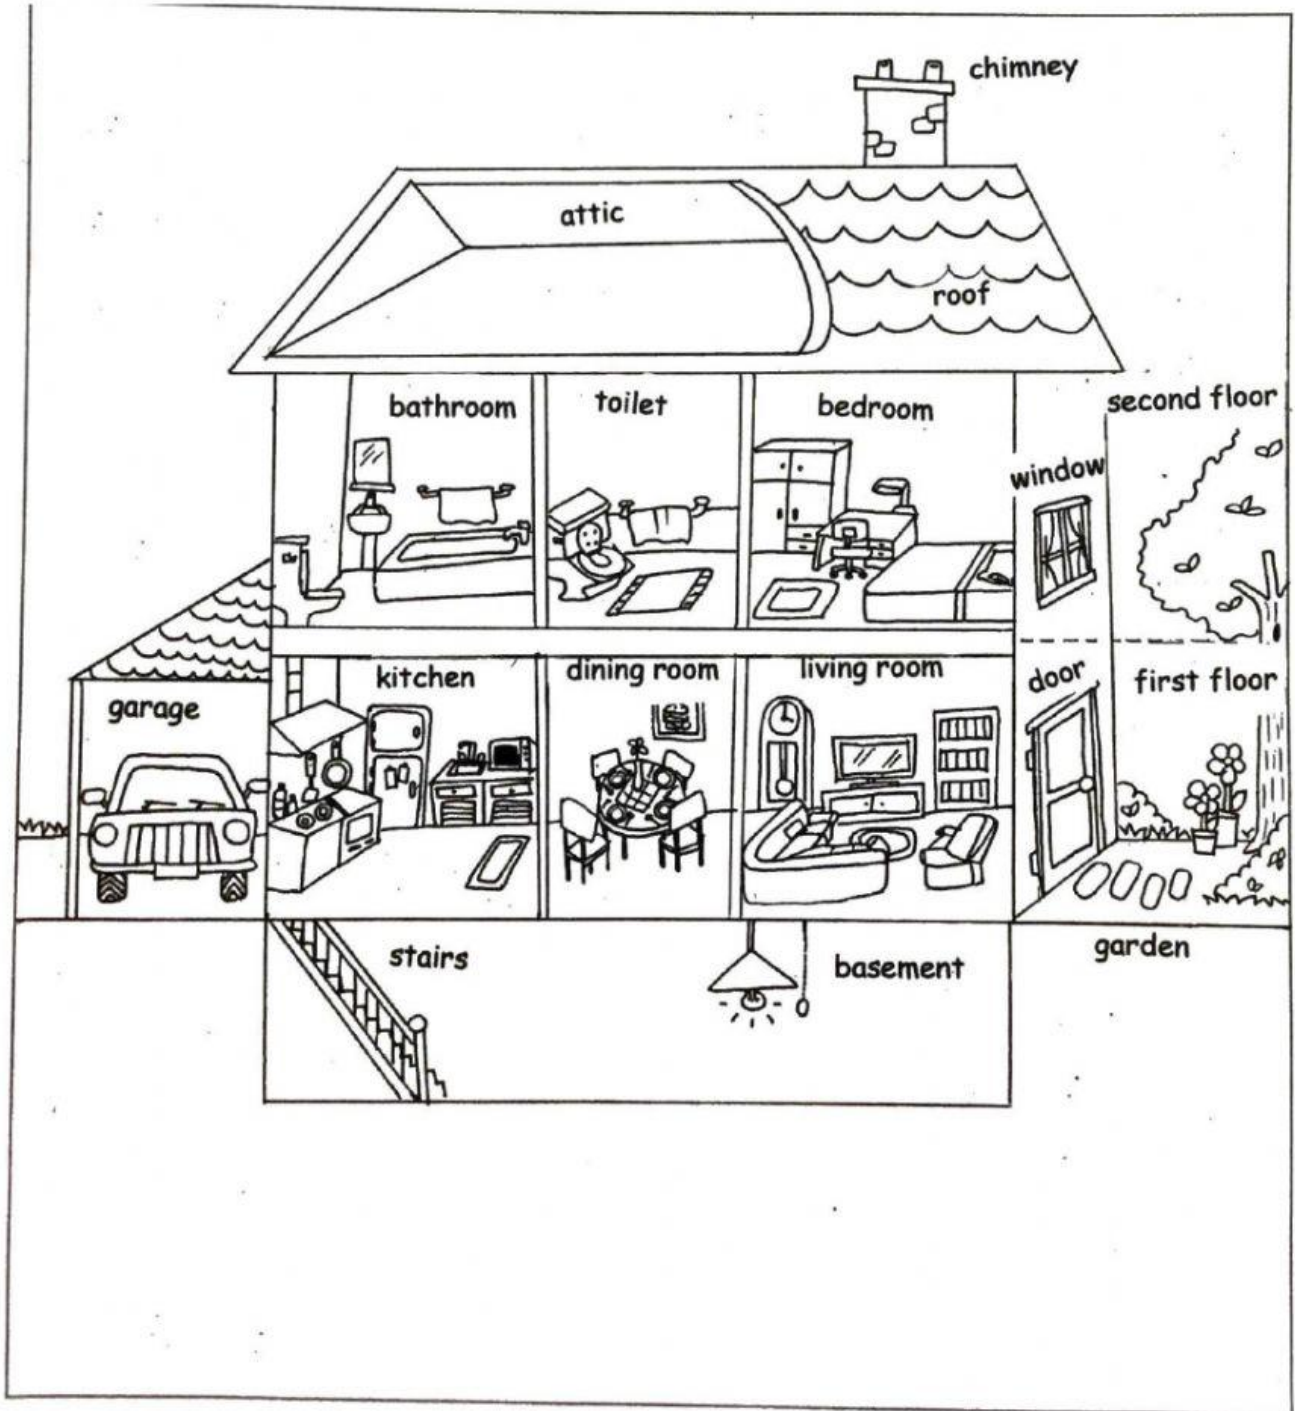 chimney
attic
roof
bathroom
toilet
bedroom
second floor
window
kitchen
dining room
living room
door
first floor
garage
stairs
basement
garden